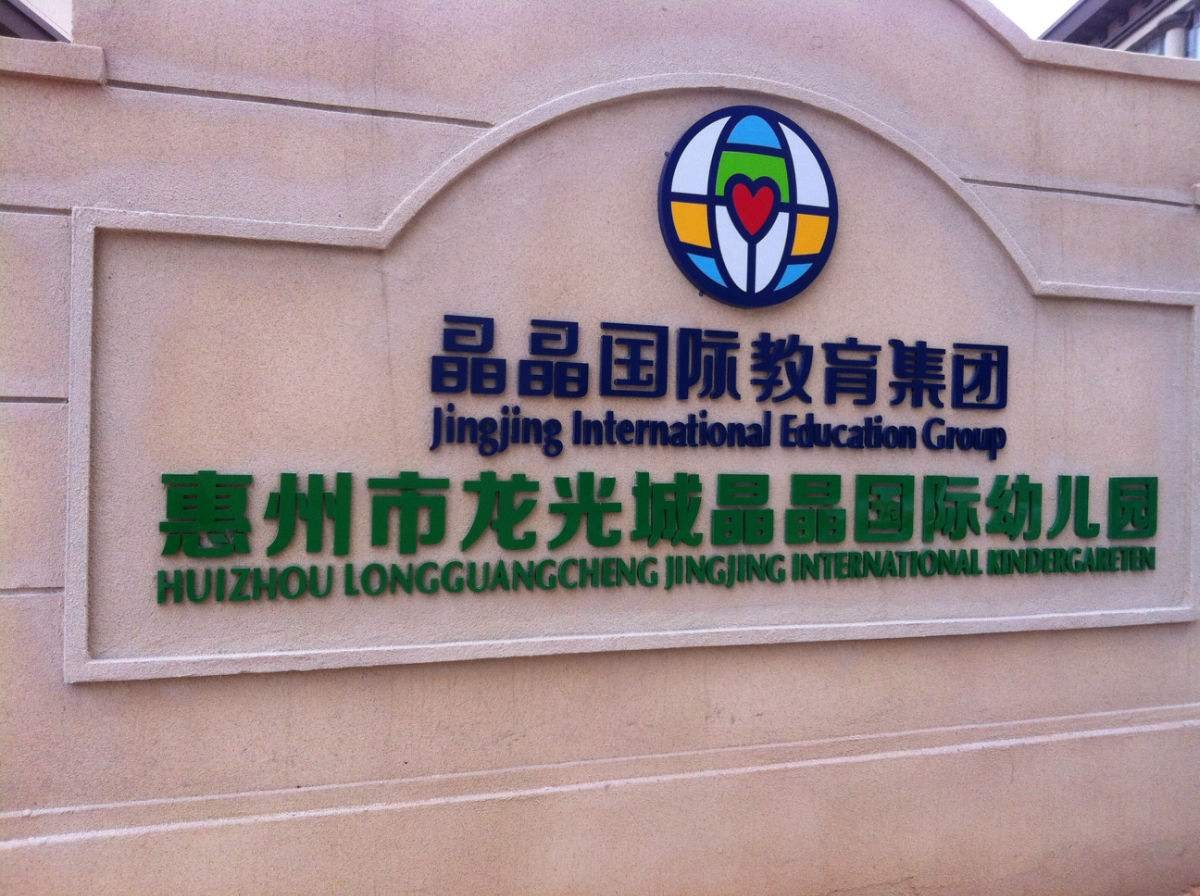 晶晶国际教育集团
Jingjing International Education Group
惠州市龙光城晶晶国际幼儿园
HUIZHOU LONGGUANGCHENG JINGJING INTERNATIONAL KINDERGARETEN